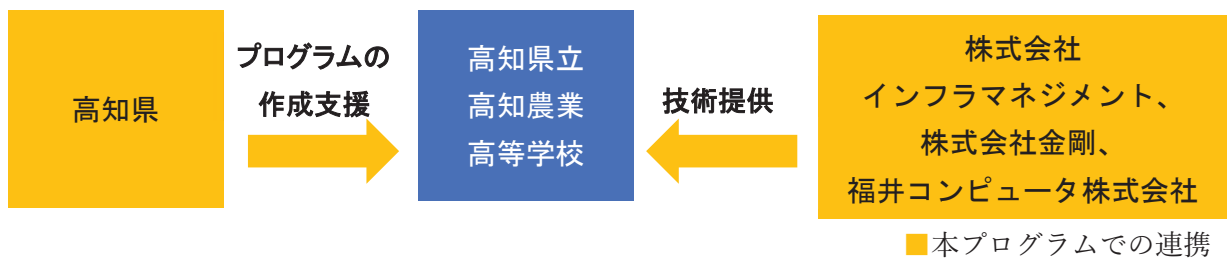 高知県
プログラムの
作成支援
高知県立
高知農業
高等学校
技術提供
株式会社
インフラマネジメント、
株式会社金剛、
福井コンピュータ株式会社
■本プログラムでの連携